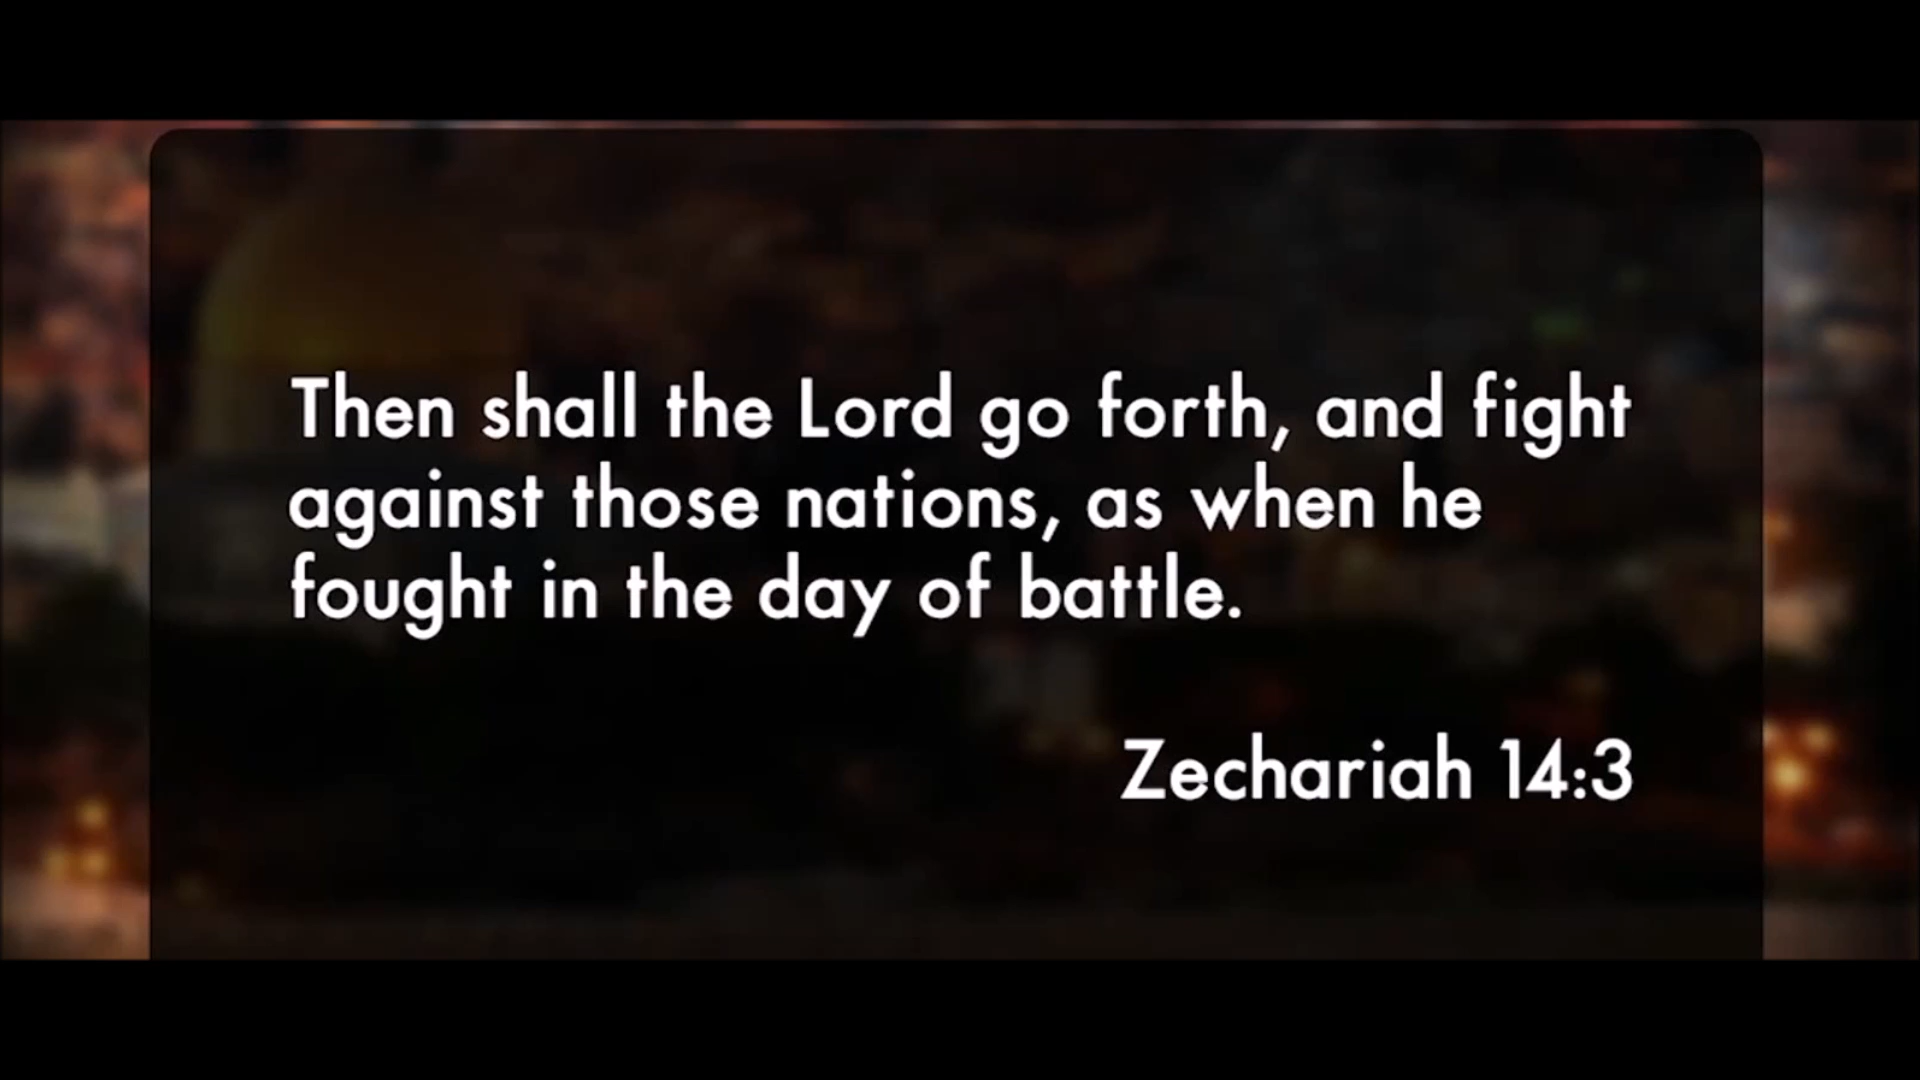 Then shall the Lord go forth, and fight
against those nations, as when he
fought in the day of battle.
Zechariah 14:3